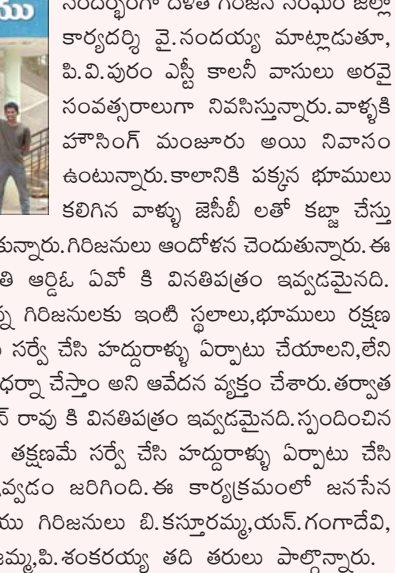 ము
సందర్భంగా దళిత గిరిజన సంఘం జిల్లా
కార్యదర్శి వై.నందయ్య మాట్లాడుతూ,
పి.వి.పురం ఎస్టీ కాలనీ వాసులు అరవై
సంవత్సరాలుగా నివసిస్తున్నారు.వాళ్ళకి
హౌసింగ్ మంజూరు అయి నివాసం
ఉంటున్నారు.కాలానికి పక్కన భూములు
కలిగిన వాళ్ళు జెసీబీ లతో కబ్జా చేస్తు
కున్నారు.గిరిజనులు ఆందోళన చెందుతున్నారు.ఈ
తి ఆర్డిఓ ఏవో కి వినతిపత్రం ఇవ్వడమైనది.
న్న గిరిజనులకు ఇంటి స్థలాలు,భూములు రక్షణ
సర్వే చేసి హద్దురాళ్ళు ఏర్పాటు చేయాలని,లేని
ధర్నా చేస్తాం అని ఆవేదన వ్యక్తం చేశారు.తర్వాత
న్ రావు కి వినతిపత్రం ఇవ్వడమైనది.స్పందించిన
తక్షణమే సర్వే చేసి హద్దురాళ్ళు ఏర్పాటు చేసి
వ్వడం జరిగింది.ఈ కార్యక్రమంలో జనసేన
యు గిరిజనులు బి.కస్తూరమ్మ,యన్.గంగాదేవి,
జమ్మ,పి.శంకరయ్య తది తరులు పాల్గొన్నారు.